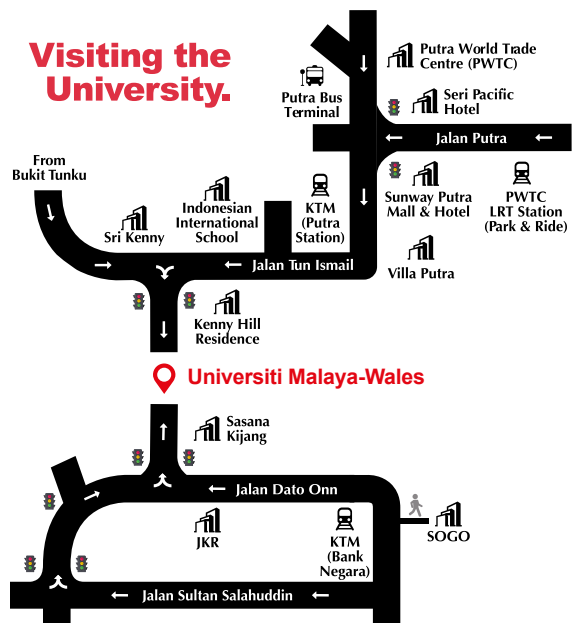 Visiting the
University.
Putra World Trade
Centre (PWTC)
Putra Bus
Terminal
Seri Pacific
Hotel
Jalan Putra
From
Bukit Tunku
Sri Kenny
Indonesian
International
School
KTM
(Putra
Station)
Sunway Putra
Mall & Hotel
PWTC
LRT Station
(Park & Ride)
Jalan Tun Ismail
Villa Putra
Kenny Hill
Residence
Universiti Malaya-Wales
Sasana
Kijang
Jalan Dato Onn
JKR
KTM
(Bank
Negara)
SOGO
Jalan Sultan Salahuddin